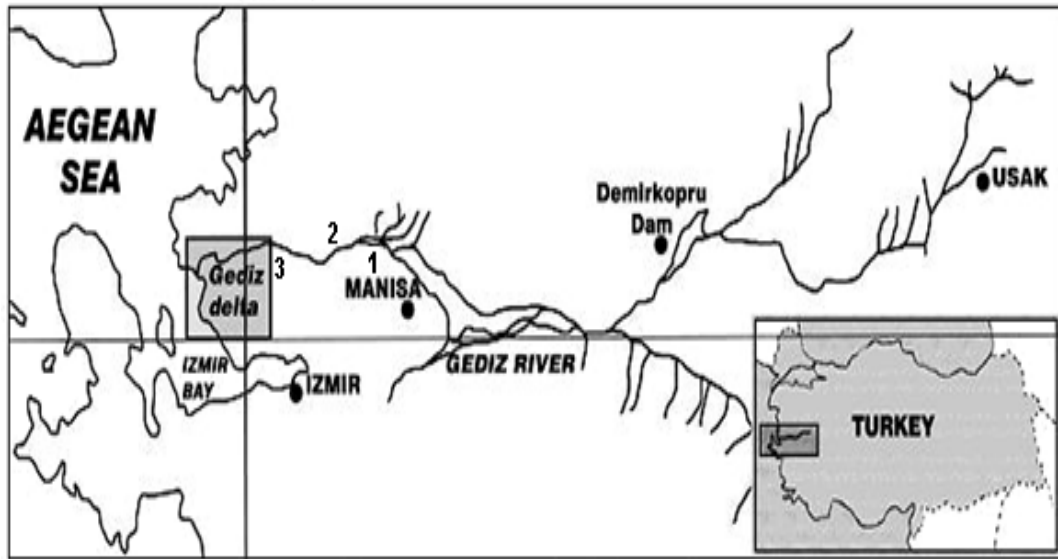 AEGEAN
SEA
Gediz
delta
IZMIR
BAY
IZMIR
2
1
3
MANISA
GEDIZ RIVER
Demirkopru
Dam
USAK
TURKEY